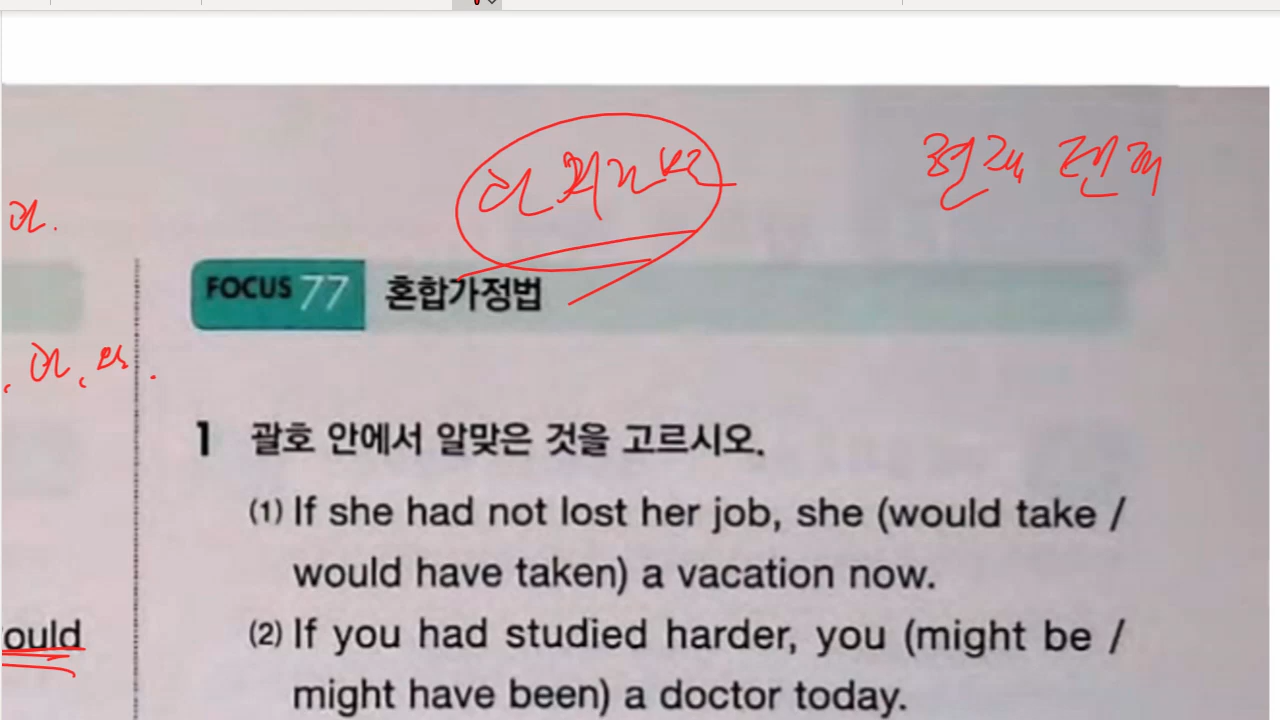 FOCUS 77 혼합가정법
1 괄호 안에서 알맞은 것을 고르시오.
(1) If she had not lost her job, she (would take /
would have taken) a vacation now.
ould
(2) If you had studied harder, you (might be /
might have been) a doctor today.